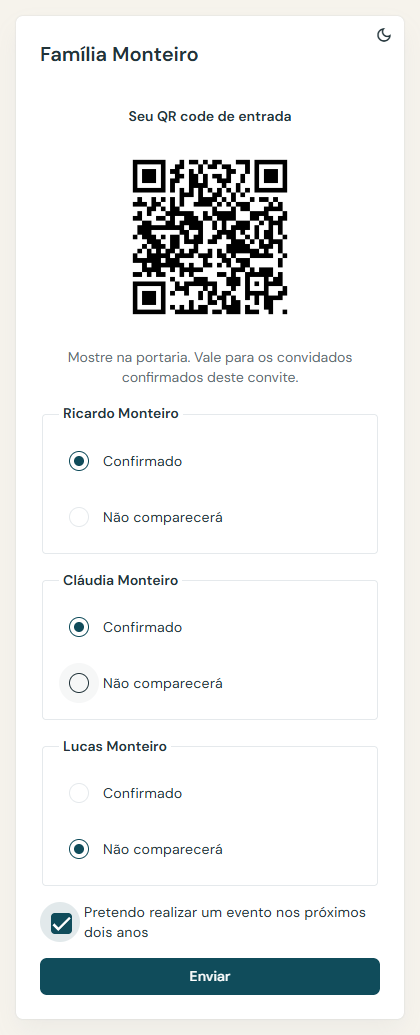 Família Monteiro
Seu QR code de entrada
Mostre na portaria. Vale para os convidados
confirmados deste convite.
Ricardo Monteiro
Confirmado
Não comparecerá
Cláudia Monteiro
Confirmado
Não comparecerá
Lucas Monteiro
Confirmado
Não comparecerá
Pretendo realizar um evento nos próximos
dois anos
Enviar